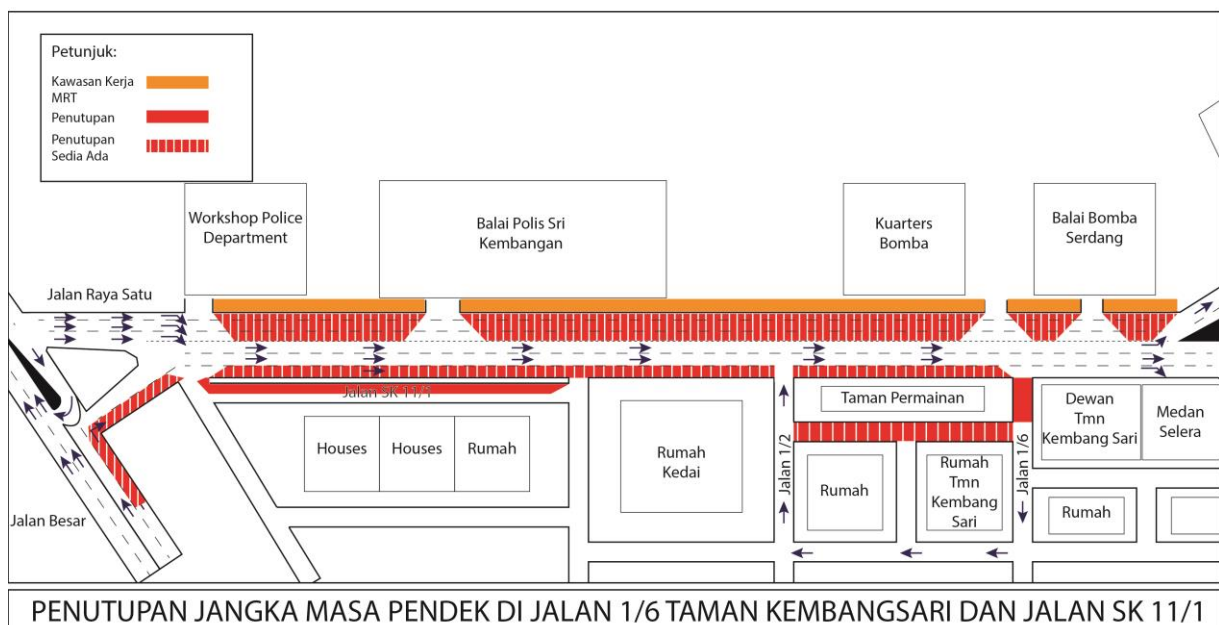 Petunjuk:
Kawasan Kerja
MRT
Penutupan
Penutupan
Sedia Ada
Workshop Police
Department
Balai Polis Sri
Kembangan
Kuarters
Bomba
Balai Bomba
Serdang
Jalan Raya Satu
Jalan SK 11/1
Taman Permainan
Dewan
Tmn
Kembang Sari
Medan
Selera
Houses
Houses
Rumah
Rumah
Kedai
Jalan 1/2
Rumah
Rumah
Tmn
Kembang
Sari
Jalan 1/6
Rumah
Jalan Besar
PENUTUPAN JANGKA MASA PENDEK DI JALAN 1/6 TAMAN KEMBANGSARI DAN JALAN SK 11/1